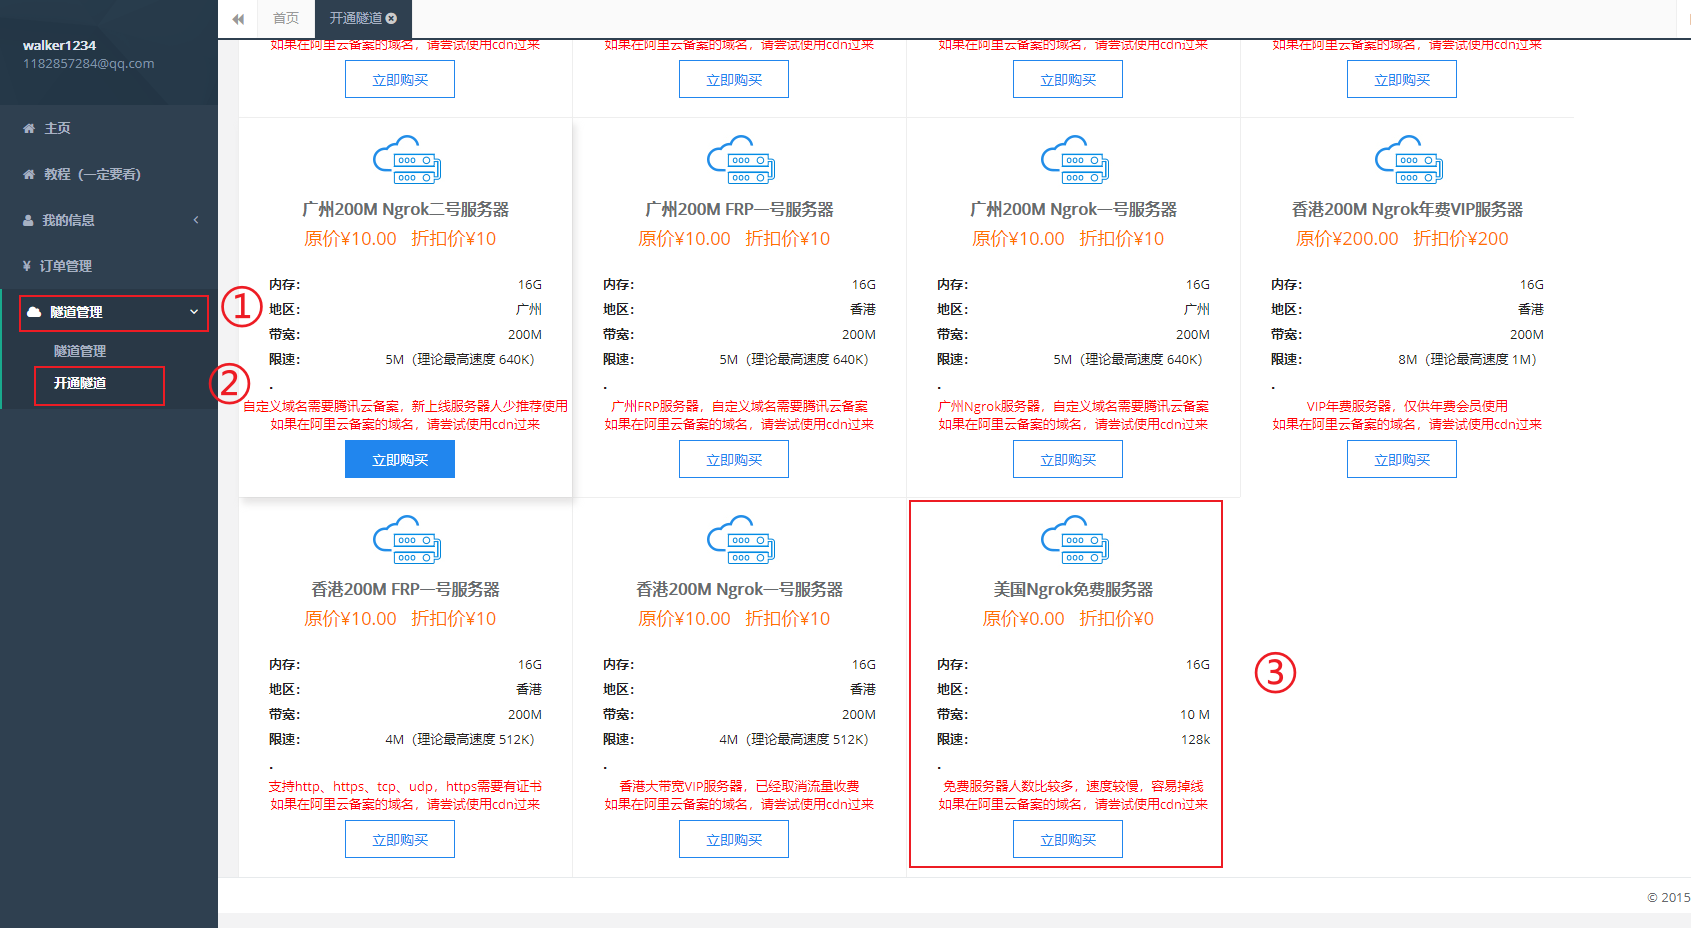 walker1234
1182857284@qq.com
主页
教程（一定要看）
我的信息
¥ 订单管理
隧道管理
隧道管理
开通隧道
①
②
首页
开通隧道
如果在阿里云备案的域名，请尝试使用cdn过来
立即购买
如果在阿里云备案的域名，请尝试使用cdn过来
立即购买
如果在阿里云备案的域名，请尝试使用cdn过来
立即购买
如果在阿里云备案的域名，请尝试使用cdn过来
立即购买
广州200M Ngrok二号服务器
原价¥10.00 折扣价¥10
内存： 16G
地区： 广州
带宽： 200M
限速： 5M（理论最高速度 640K）
.
自定义域名需要腾讯云备案，新上线服务器人少推荐使用
如果在阿里云备案的域名，请尝试使用cdn过来
立即购买
广州200M FRP一号服务器
原价¥10.00 折扣价¥10
内存： 16G
地区： 香港
带宽： 200M
限速： 5M（理论最高速度 640K）
.
广州FRP服务器，自定义域名需要腾讯云备案
如果在阿里云备案的域名，请尝试使用cdn过来
立即购买
广州200M Ngrok一号服务器
原价¥10.00 折扣价¥10
内存： 16G
地区： 广州
带宽： 200M
限速： 5M（理论最高速度 640K）
.
广州Ngrok服务器，自定义域名需要腾讯云备案
如果在阿里云备案的域名，请尝试使用cdn过来
立即购买
香港200M Ngrok年费VIP服务器
原价¥200.00 折扣价¥200
内存： 16G
地区： 香港
带宽： 200M
限速： 8M（理论最高速度 1M）
.
VIP年费服务器，仅供年费会员使用
如果在阿里云备案的域名，请尝试使用cdn过来
立即购买
香港200M FRP一号服务器
原价¥10.00 折扣价¥10
内存： 16G
地区： 香港
带宽： 200M
限速： 4M（理论最高速度 512K）
.
支持http、https、tcp、udp，https需要有证书
如果在阿里云备案的域名，请尝试使用cdn过来
立即购买
香港200M Ngrok一号服务器
原价¥10.00 折扣价¥10
内存： 16G
地区： 香港
带宽： 200M
限速： 4M（理论最高速度 512K）
.
香港大带宽VIP服务器，已经取消流量收费
如果在阿里云备案的域名，请尝试使用cdn过来
立即购买
美国Ngrok免费服务器
原价¥0.00 折扣价¥0
内存： 16G
地区：
带宽： 10 M
限速： 128k
.
免费服务器人数比较多，速度较慢，容易掉线
如果在阿里云备案的域名，请尝试使用cdn过来
立即购买
③
© 2015